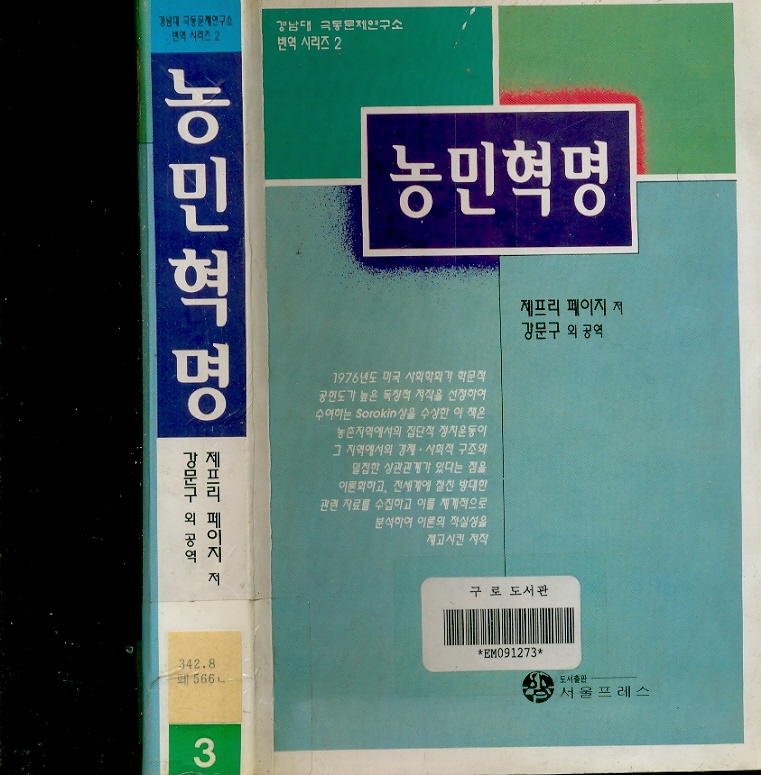 경남대 극동문제연구소
번역 시리즈 2
농민혁명
제프리 페이지 저
강문구 외 공역
342.8
페566ㄴ
3
경남대 극동문제연구소
번역 시리즈 2
농민혁명
제프리 페이지 저
강문구 외 공역
1976년도 미국 사회학회가 학문적
공헌도가 높은 독창적 저작을 선정하여
수여하는 Sorokin상을 수상한 이 책은
농촌지역에서의 집단적 정치운동이
그 지역에서의 경제·사회적 구조와
밀접한 상관관계가 있다는 점을
이론화하고, 전세계에 걸친 방대한
관련 자료를 수집하고 이를 체계적으로
분석하여 이론의 적실성을
제고시킨 저작
구 로 도서관
*EM091273*
도서출판
서울프레스